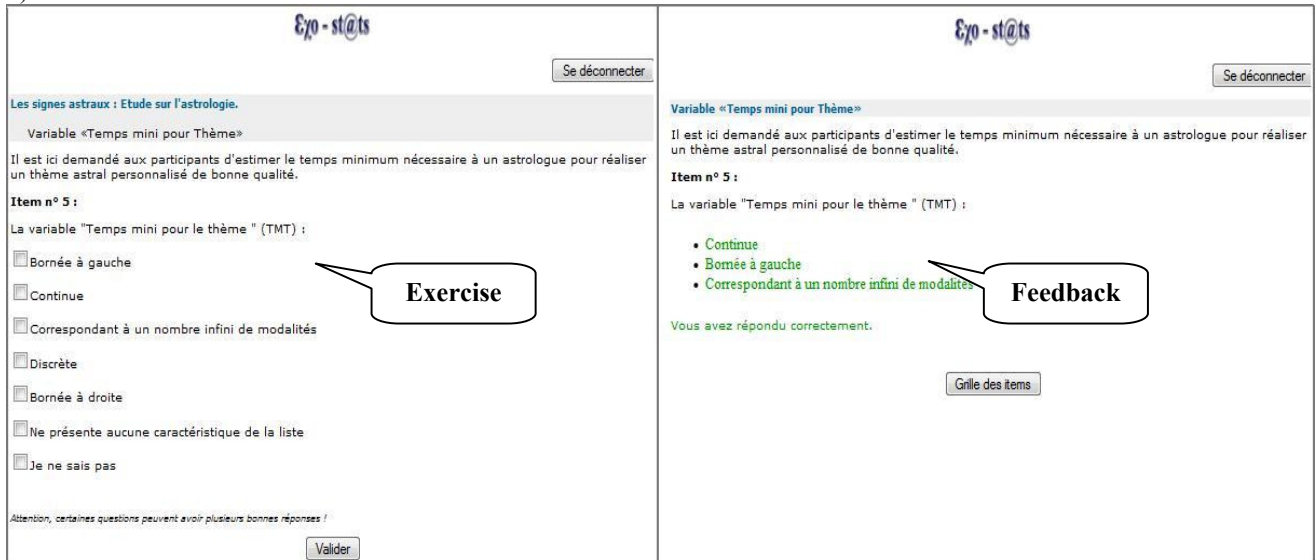 Exo - st@ts
Se déconnecter
Les signes astraux : Etude sur l'astrologie.
Variable «Temps mini pour Thème»
Il est ici demandé aux participants d'estimer le temps minimum nécessaire à un astrologue pour réaliser
un thème astral personnalisé de bonne qualité.
Item nº 5 :
La variable "Temps mini pour le thème " (TMT) :
Bornée à gauche
Continue
Correspondant à un nombre infini de modalités
Discrète
Bornée à droite
Ne présente aucune caractéristique de la liste
Je ne sais pas
Attention, certaines questions peuvent avoir plusieurs bonnes réponses !
Valider
Exercise
Exo - st@ts
Se déconnecter
Variable «Temps mini pour Thème»
Il est ici demandé aux participants d'estimer le temps minimum nécessaire à un astrologue pour réaliser
un thème astral personnalisé de bonne qualité.
Item nº 5 :
La variable "Temps mini pour le thème " (TMT) :
• Continue
• Bornée à gauche
• Correspondant à un nombre infini de modalités
Vous avez répondu correctement.
Grille des items
Feedback